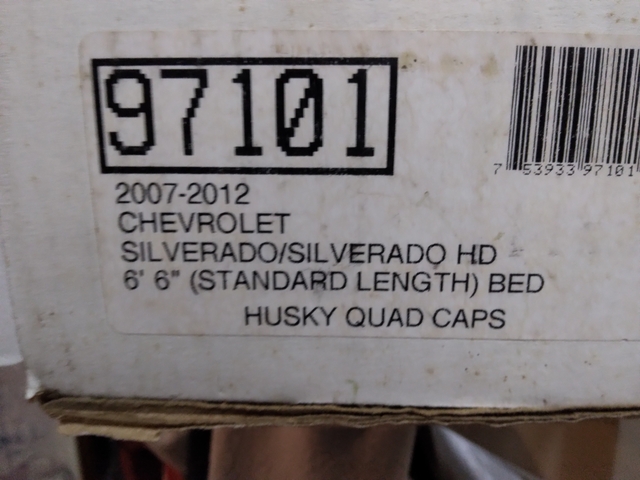 97101
7 53933 97101
2007-2012
CHEVROLET
SILVERADO/SILVERADO HD
6' 6" (STANDARD LENGTH) BED
HUSKY QUAD CAPS